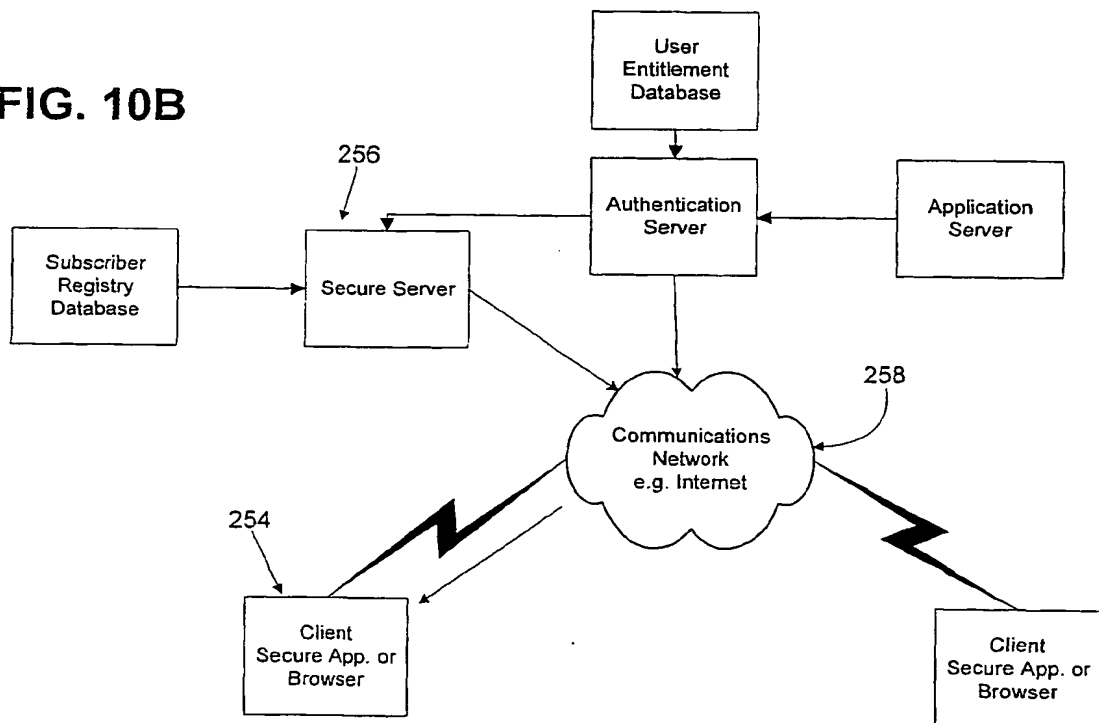 FIG. 10B
User
Entitlement
Database
256
Authentication
Server
Application
Server
Subscriber
Registry
Database
Secure Server
258
Communications
Network
e.g. Internet
254
Client
Secure App. or
Browser
Client
Secure App. or
Browser